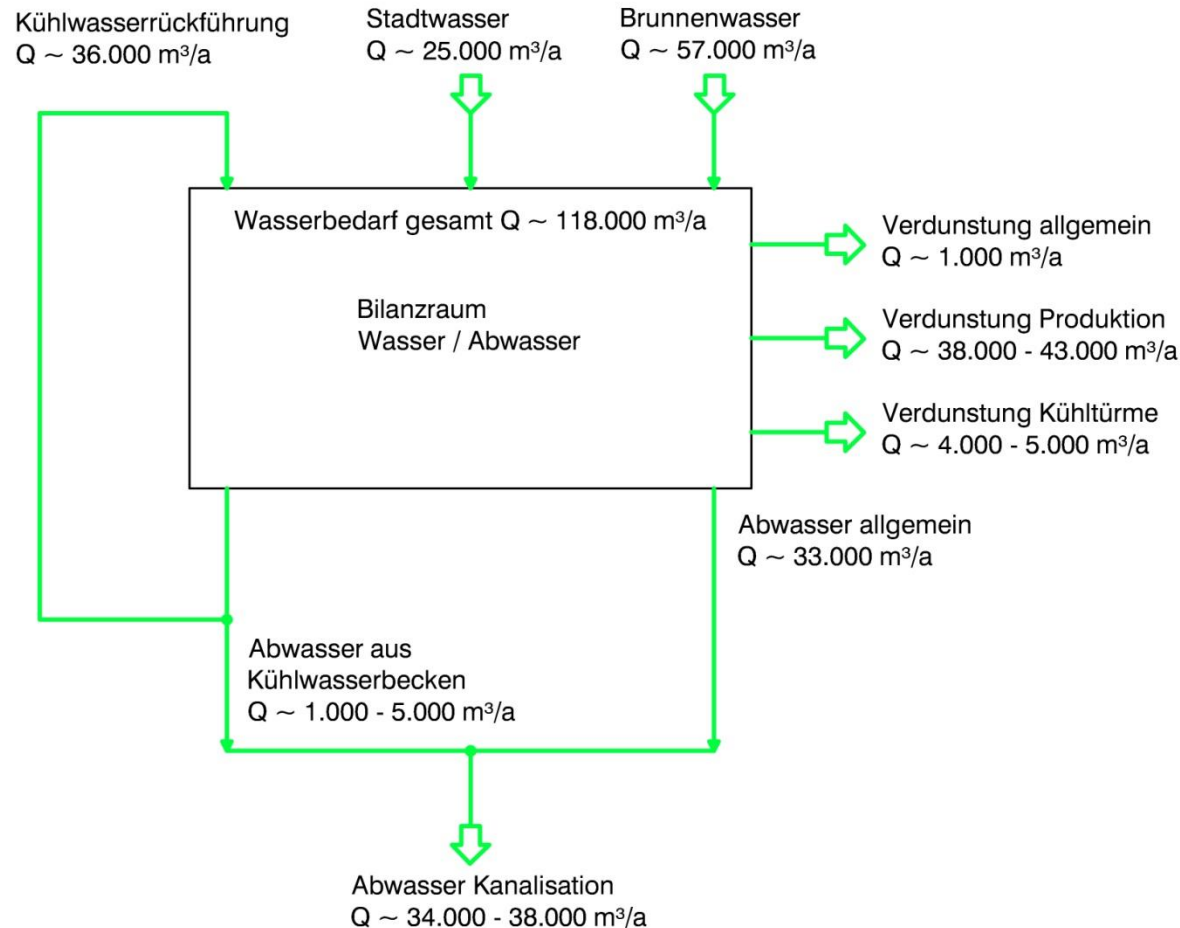 Kühlwasserrückführung
Q ~ 36.000 m³/a
Stadtwasser
Q ~ 25.000 m³/a
Brunnenwasser
Q ~ 57.000 m³/a
Wasserbedarf gesamt Q ~ 118.000 m³/a
Bilanzraum
Wasser / Abwasser
Verdunstung allgemein
Q ~ 1.000 m³/a
Verdunstung Produktion
Q ~ 38.000 - 43.000 m³/a
Verdunstung Kühltürme
Q ~ 4.000 - 5.000 m³/a
Abwasser allgemein
Q ~ 33.000 m³/a
Abwasser aus
Kühlwasserbecken
Q ~ 1.000 - 5.000 m³/a
Abwasser Kanalisation
Q ~ 34.000 - 38.000 m³/a